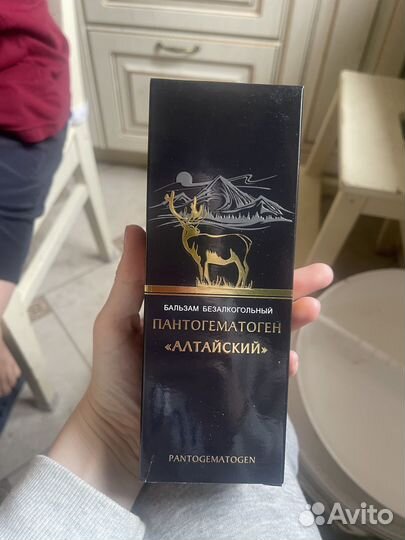 БАЛЬЗАМ БЕЗАЛКОГОЛЬНЫЙ
ПАНТОГЕМАТОГЕН
«АЛТАЙСКИЙ»
PANTOGEMATOGEN
Avito